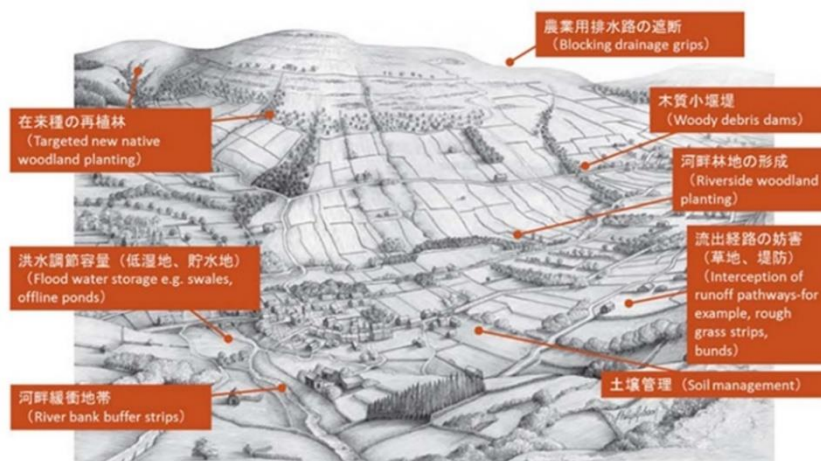 農業用排水路の遮断
（Blocking drainage grips）
在来種の再植林
（Targeted new native
woodland planting）
木質小堰堤
（Woody debris dams）
河畔林地の形成
（Riverside woodland
planting）
洪水調節容量（低湿地、貯水地）
（Flood water storage e.g. swales,
offline ponds）
流出経路の妨害
（草地、堤防）
（Interception of
runoff pathways-for
example, rough
grass strips,
bunds）
土壌管理（Soil management）
河畔緩衝地帯
（River bank buffer strips）